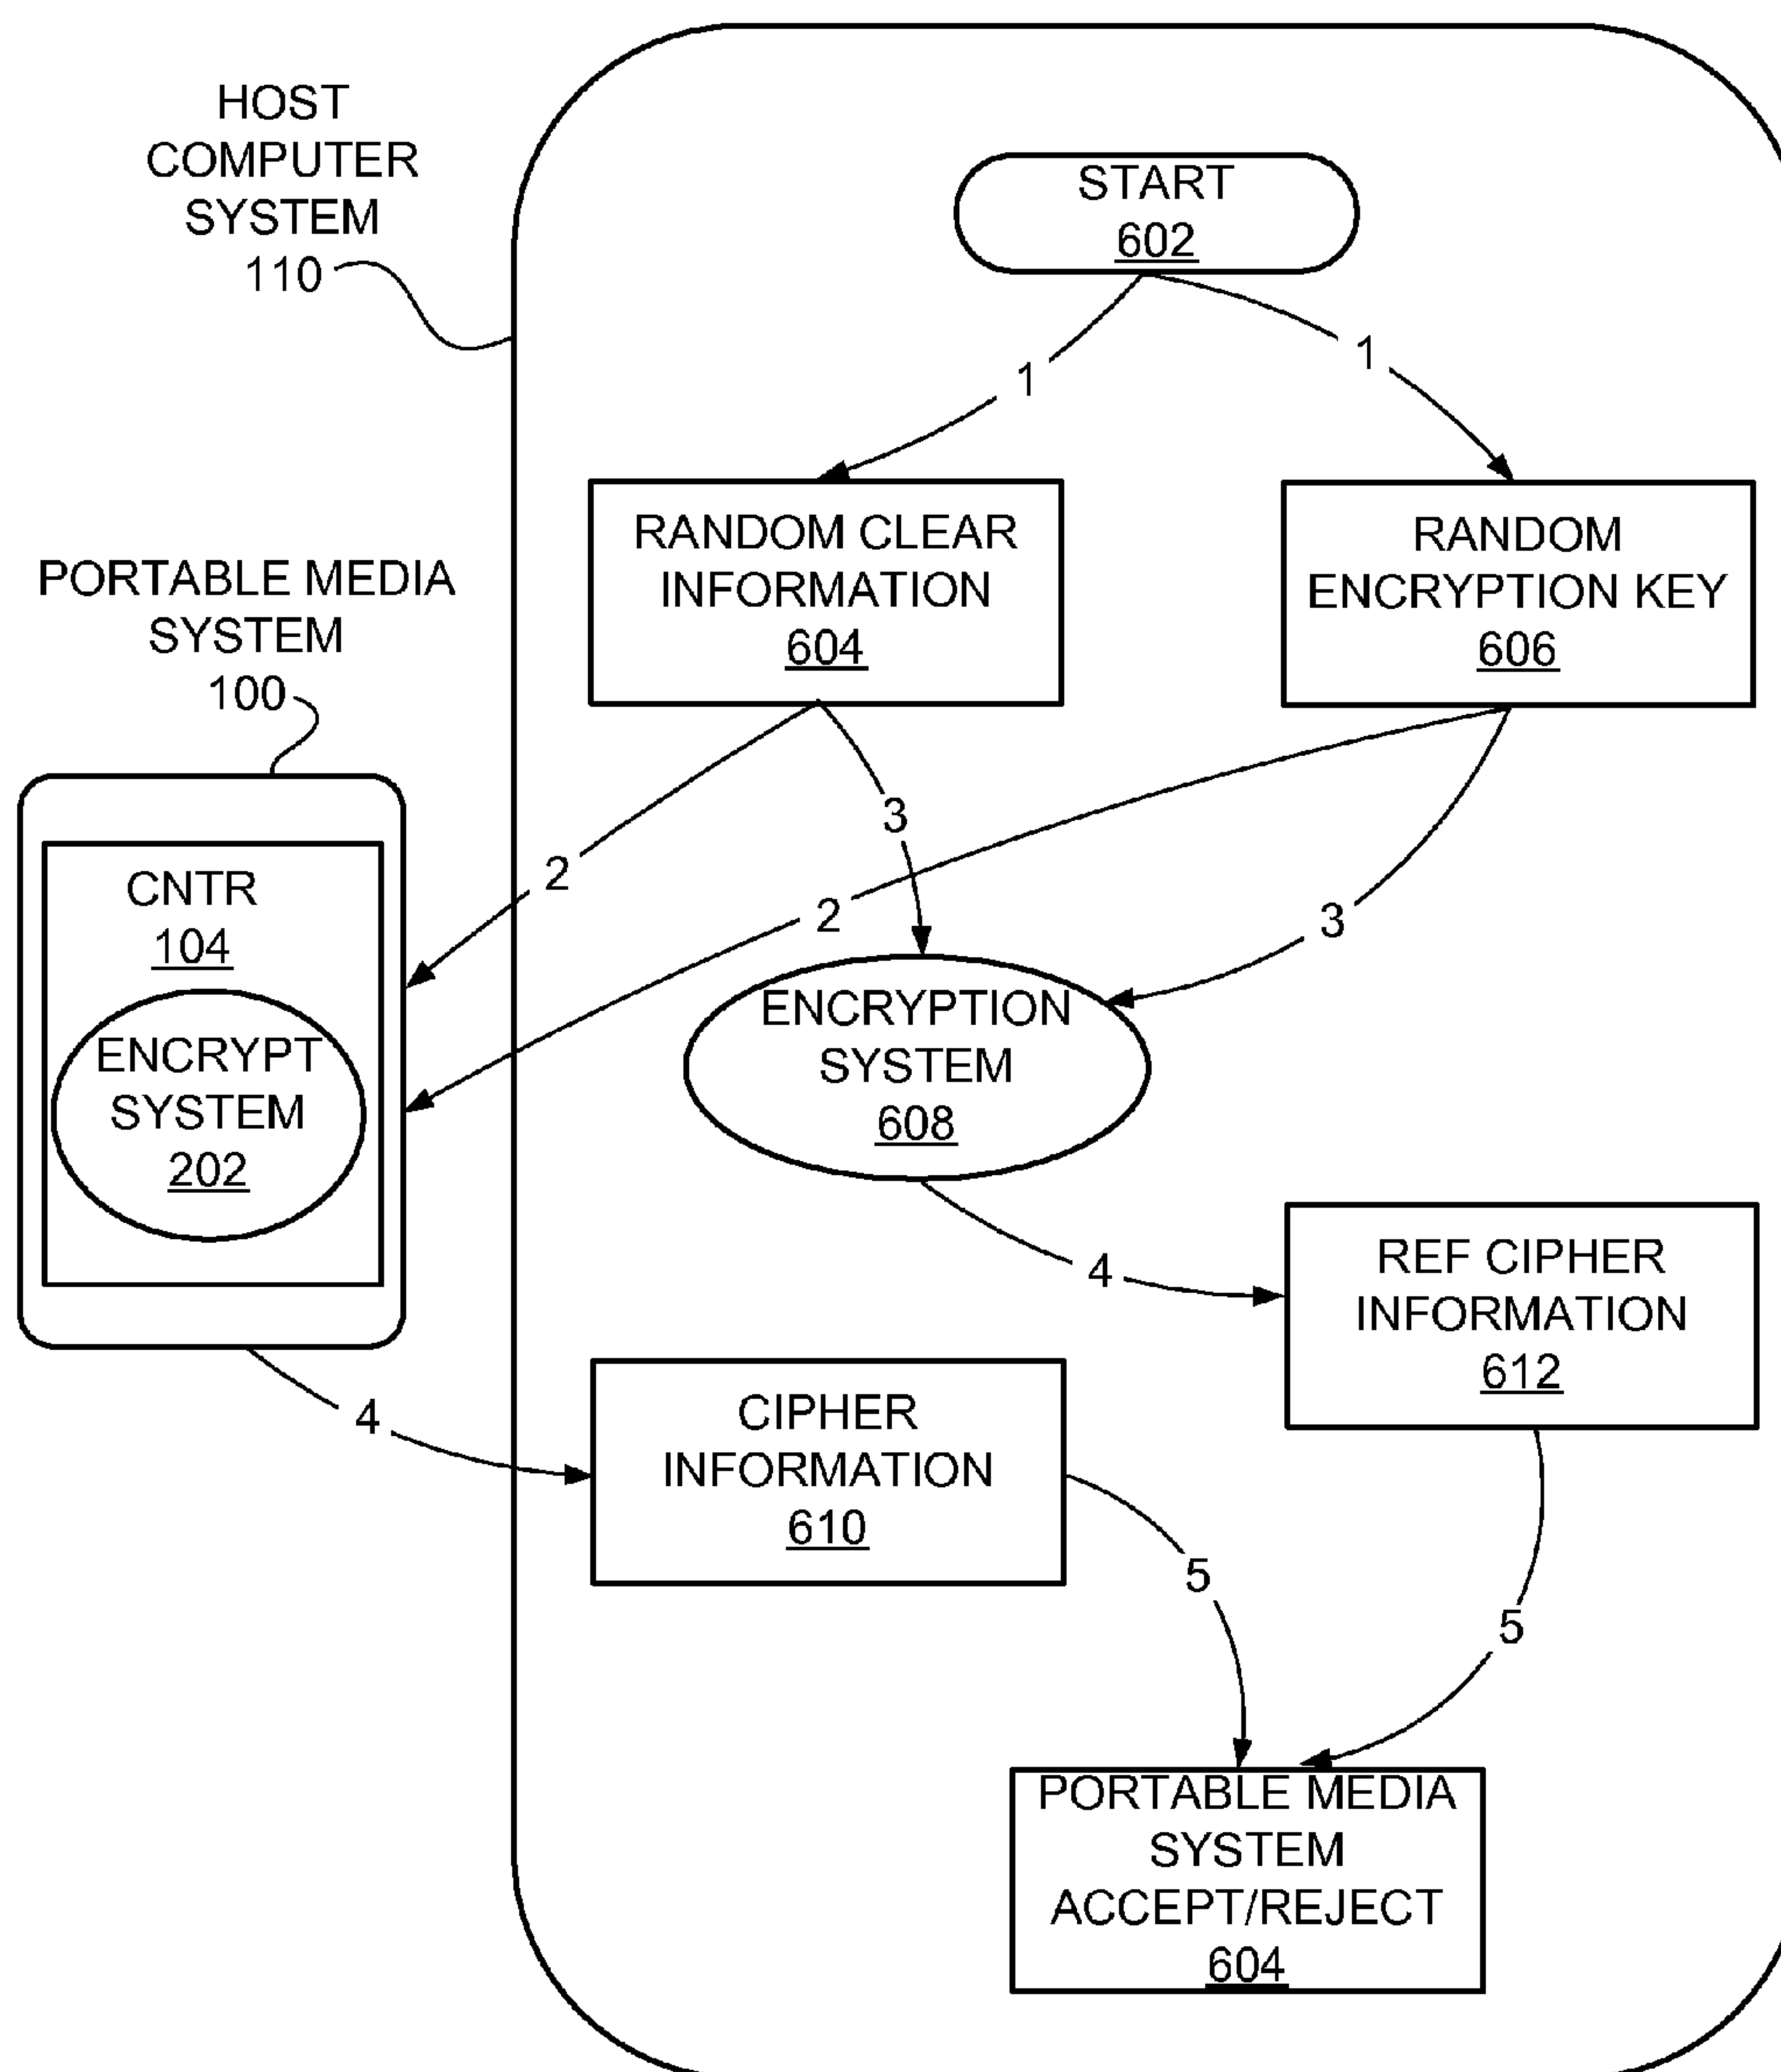 HOST
COMPUTER
SYSTEM
110
START
602
1
1
RANDOM CLEAR
INFORMATION
604
RANDOM
ENCRYPTION KEY
606
PORTABLE MEDIA
SYSTEM
100
3
2
2
3
CNTR
104
ENCRYPT
SYSTEM
202
ENCRYPTION
SYSTEM
608
4
REF CIPHER
INFORMATION
612
4
CIPHER
INFORMATION
610
5
5
PORTABLE MEDIA
SYSTEM
ACCEPT/REJECT
604